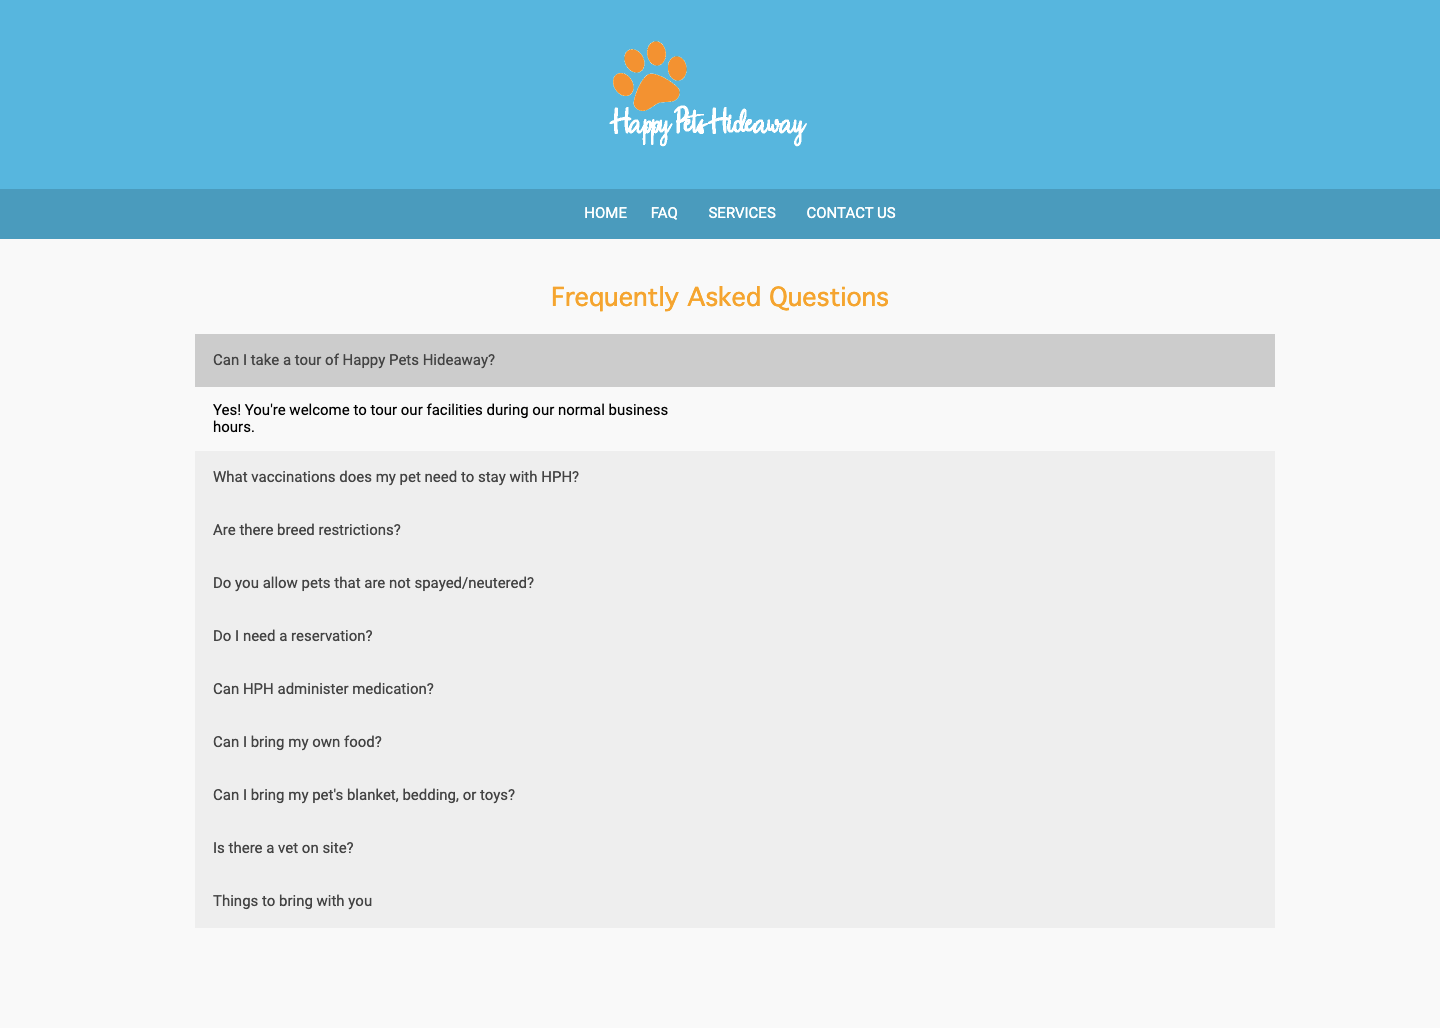 Happy Pets Hideaway
HOME FAQ SERVICES CONTACT US
Frequently Asked Questions
Can I take a tour of Happy Pets Hideaway?
Yes! You're welcome to tour our facilities during our normal business
hours.
What vaccinations does my pet need to stay with HPH?
Are there breed restrictions?
Do you allow pets that are not spayed/neutered?
Do I need a reservation?
Can HPH administer medication?
Can I bring my own food?
Can I bring my pet's blanket, bedding, or toys?
Is there a vet on site?
Things to bring with you